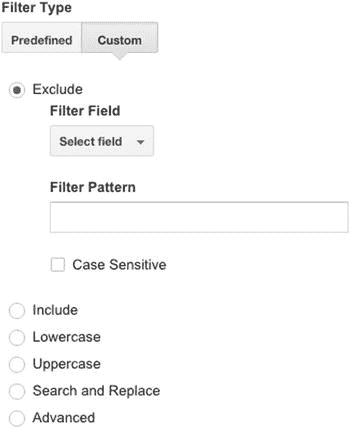 Filter Type
Predefined Custom
Exclude
Filter Field
Select field
Filter Pattern
Case Sensitive
Include
Lowercase
Uppercase
Search and Replace
Advanced